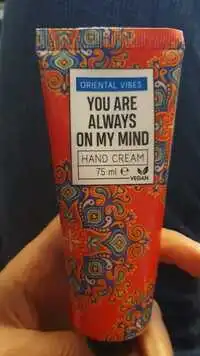 ORIENTAL VIBES
YOU ARE
ALWAYS
ON MY MIND
HAND CREAM
75 ml ℮
VEGAN